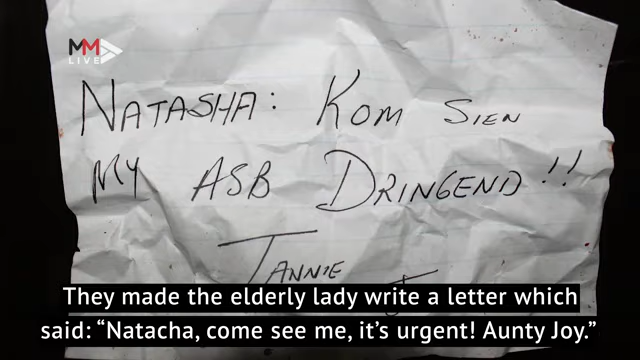 MM
LIVE
NATASHA: KOM SIEN
MY ASB DRINGEND!!
TANNIE J
They made the elderly lady write a letter which
said: “Natacha, come see me, it’s urgent! Aunty Joy.”